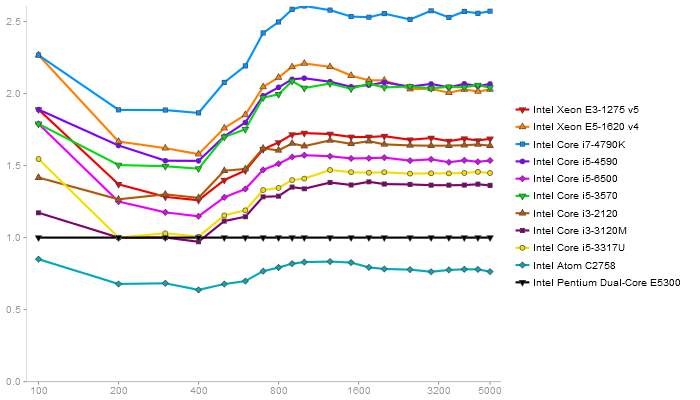 2.5
2.0
1.5
1.0
0.5
0.0
100 200 400 800 1600 3200 5000
Intel Xeon E3-1275 v5
Intel Xeon E5-1620 v4
Intel Core i7-4790K
Intel Core i5-4590
Intel Core i5-6500
Intel Core i5-3570
Intel Core i3-2120
Intel Core i3-3120M
Intel Core i5-3317U
Intel Atom C2758
Intel Pentium Dual-Core E5300